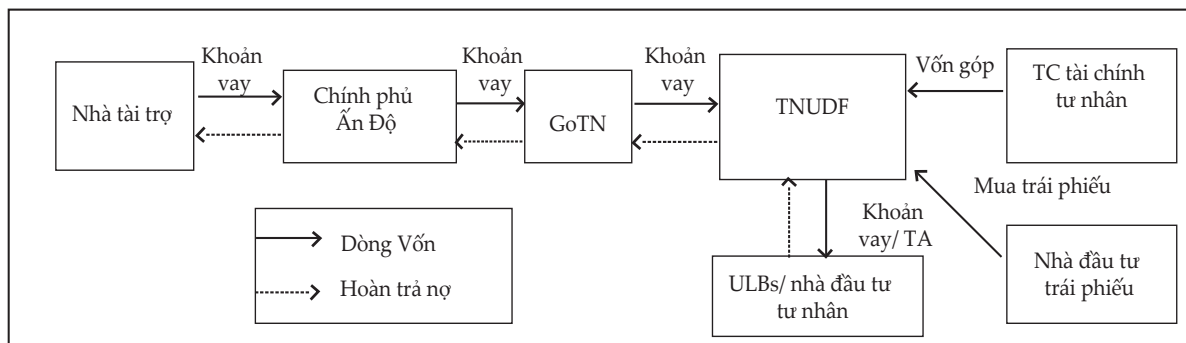 Khoản
vay
Khoản
vay
Khoản
vay
Vốn góp
Nhà tài trợ
Chính phủ
Ấn Độ
GoTN
TNUDF
TC tài chính
tư nhân
Mua trái phiếu
Dòng Vốn
Hoàn trả nợ
Khoản
vay/ TA
ULBs/ nhà đầu tư
tư nhân
Nhà đầu tư
trái phiếu